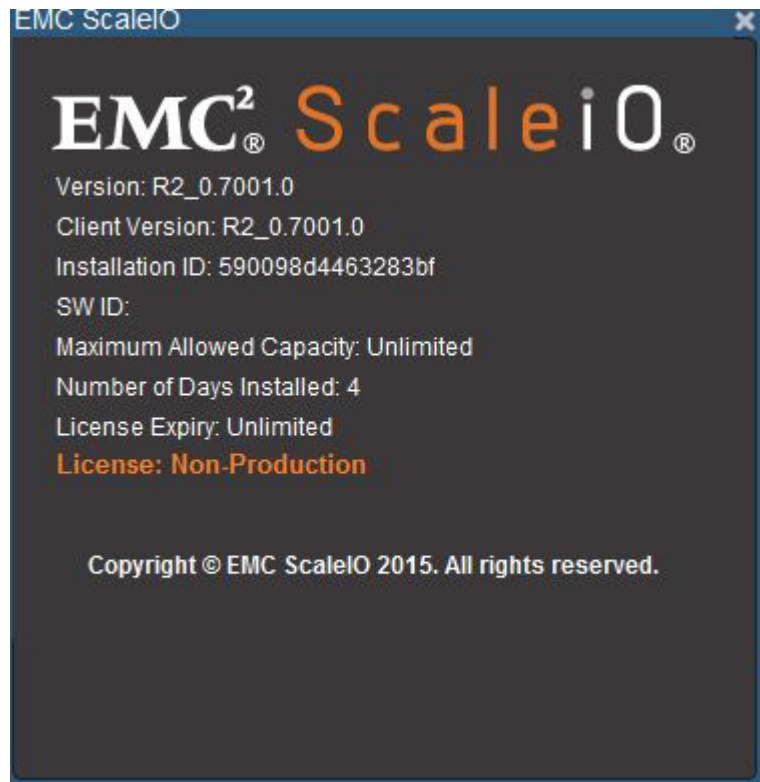 EMC ScaleIO
EMC²® ScaleiO®
Version: R2_0.7001.0
Client Version: R2_0.7001.0
Installation ID: 590098d4463283bf
SW ID:
Maximum Allowed Capacity: Unlimited
Number of Days Installed: 4
License Expiry: Unlimited
License: Non-Production
Copyright © EMC ScaleIO 2015. All rights reserved.